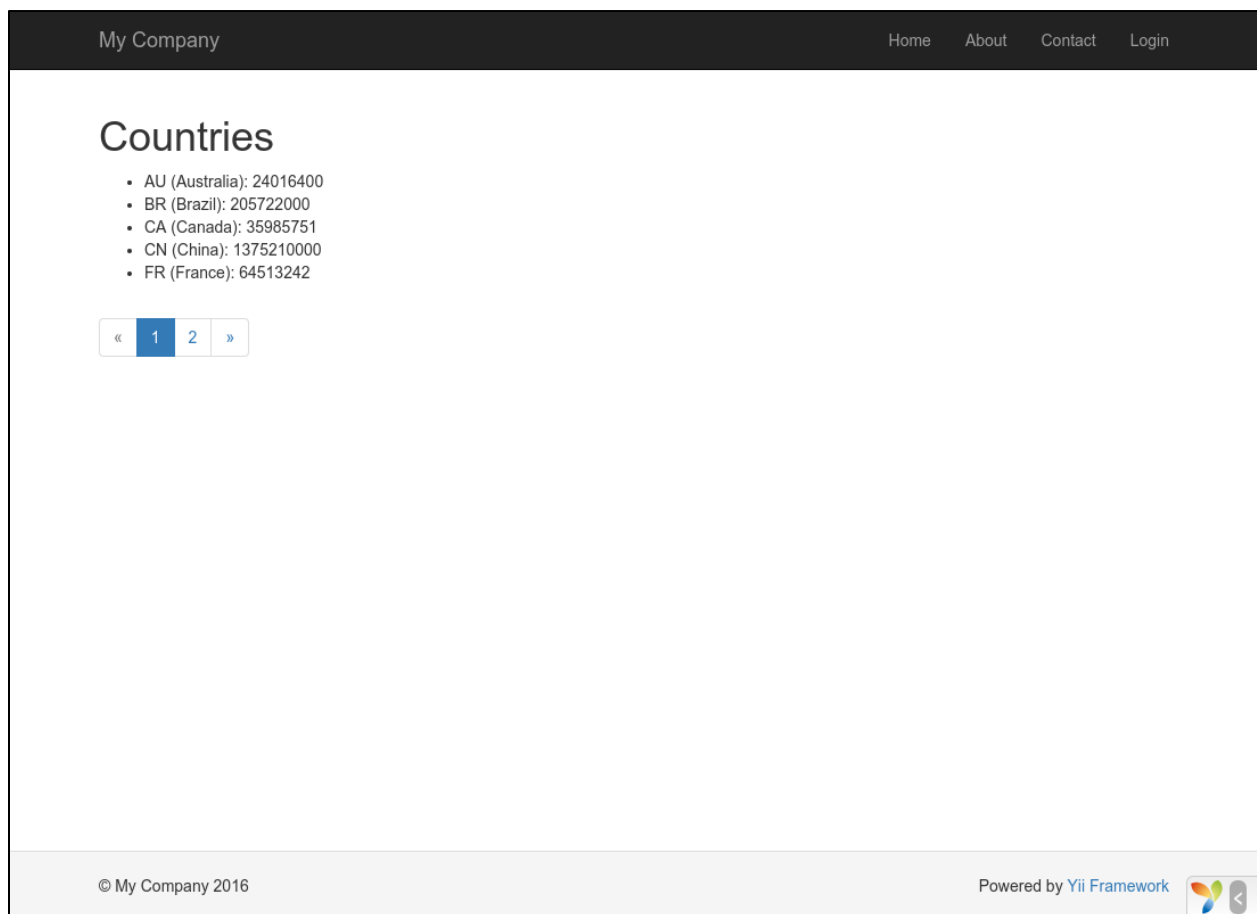 My Company Home About Contact Login
Countries
• AU (Australia): 24016400
• BR (Brazil): 205722000
• CA (Canada): 35985751
• CN (China): 1375210000
• FR (France): 64513242
« 1 2 »
© My Company 2016 Powered by Yii Framework
<